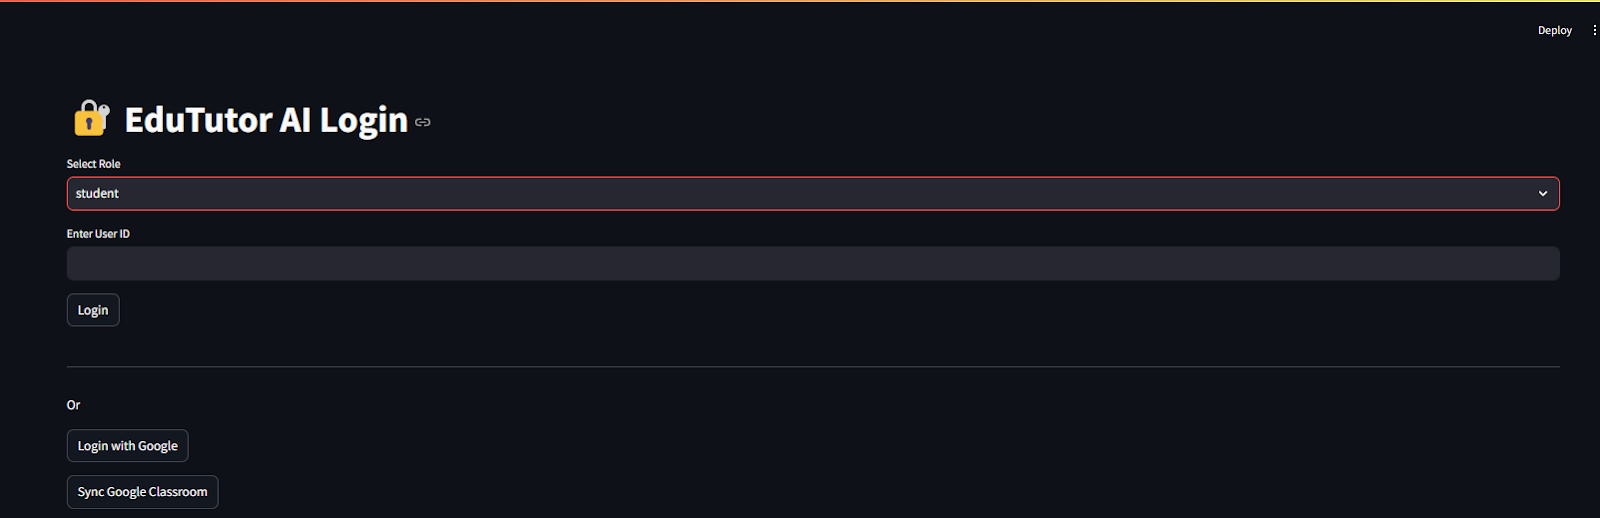 Deploy
EduTutor AI Login
Select Role
student
Enter User ID
Login
Or
Login with Google
Sync Google Classroom